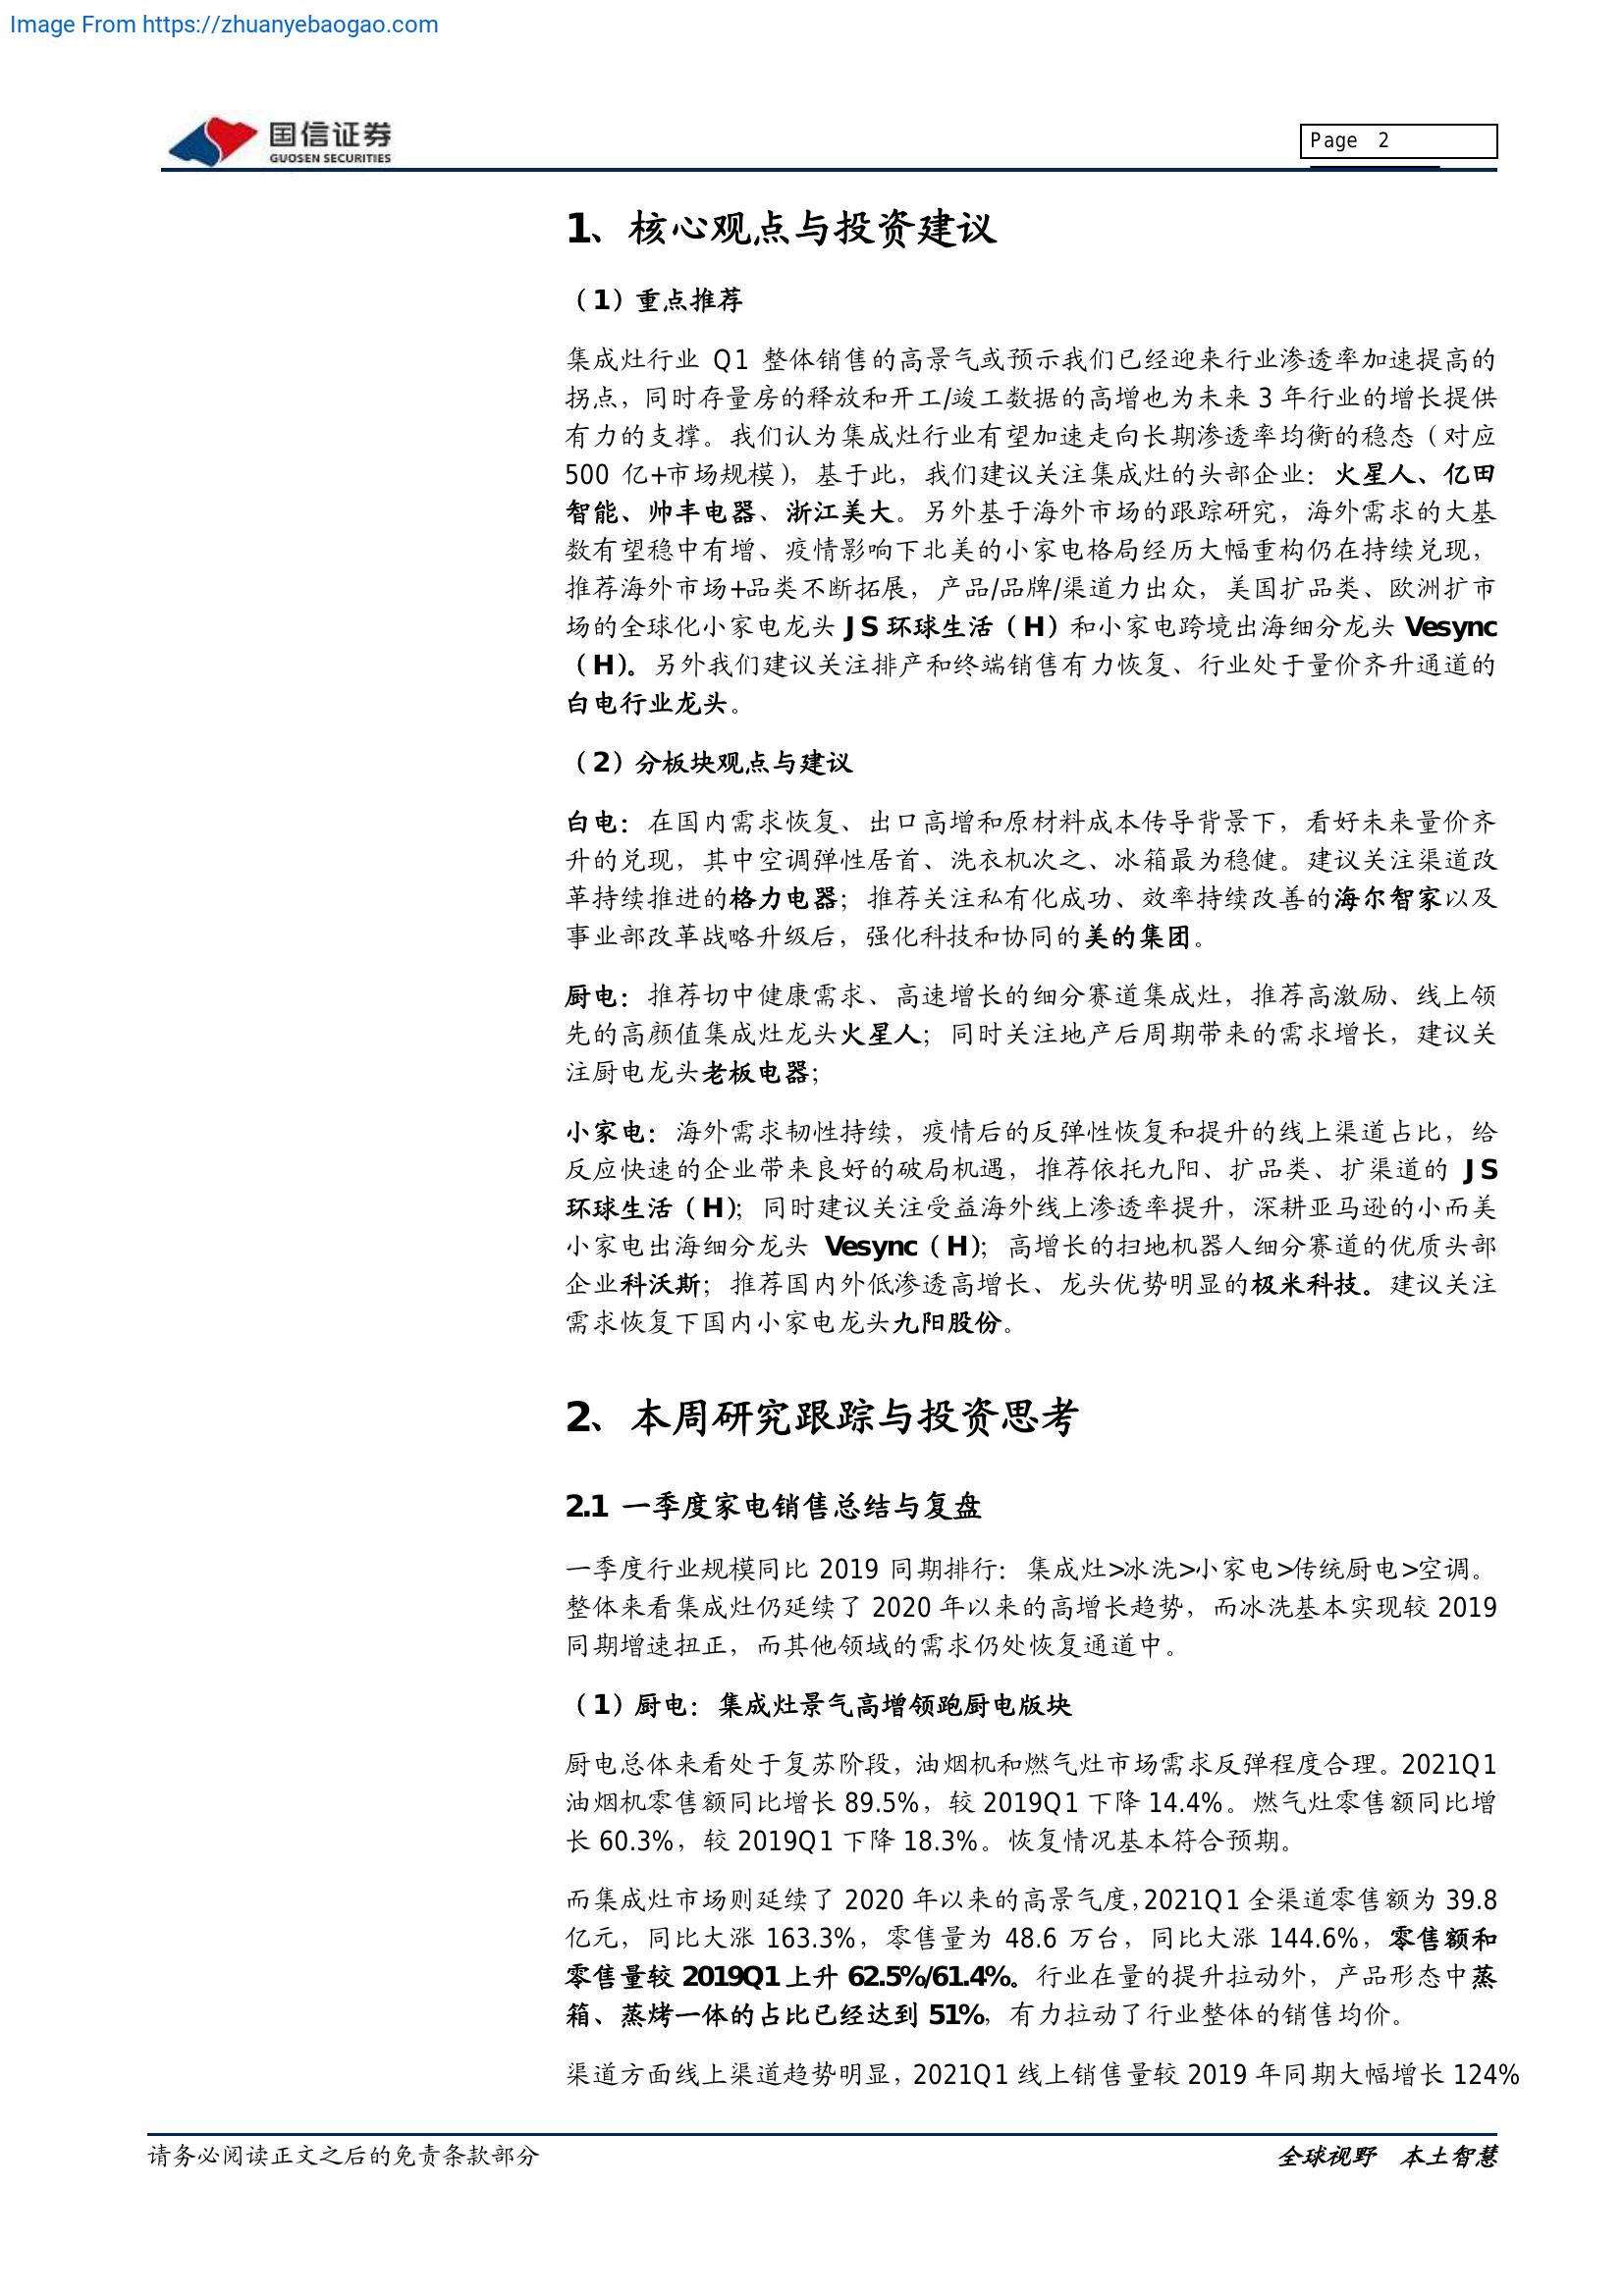 Image From https://zhuanyebaogao.com
国信证券
GUOSEN SECURITIES
Page 2
1、核心观点与投资建议
（1）重点推荐
集成灶行业 Q1 整体销售的高景气或预示我们已经迎来行业渗透率加速提高的
拐点，同时存量房的释放和开工/竣工数据的高增也为未来 3 年行业的增长提供
有力的支撑。我们认为集成灶行业有望加速走向长期渗透率均衡的稳态（对应
500 亿+市场规模），基于此，我们建议关注集成灶的头部企业：火星人、亿田
智能、帅丰电器、浙江美大。另外基于海外市场的跟踪研究，海外需求的大基
数有望稳中有增、疫情影响下北美的小家电格局经历大幅重构仍在持续兑现，
推荐海外市场+品类不断拓展，产品/品牌/渠道力出众，美国扩品类、欧洲扩市
场的全球化小家电龙头 JS 环球生活（H）和小家电跨境出海细分龙头 Vesync
（H）。另外我们建议关注排产和终端销售有力恢复、行业处于量价齐升通道的
白电行业龙头。
（2）分板块观点与建议
白电：在国内需求恢复、出口高增和原材料成本传导背景下，看好未来量价齐
升的兑现，其中空调弹性居首、洗衣机次之、冰箱最为稳健。建议关注渠道改
革持续推进的格力电器；推荐关注私有化成功、效率持续改善的海尔智家以及
事业部改革战略升级后，强化科技和协同的美的集团。
厨电：推荐切中健康需求、高速增长的细分赛道集成灶，推荐高激励、线上领
先的高颜值集成灶龙头火星人；同时关注地产后周期带来的需求增长，建议关
注厨电龙头老板电器；
小家电：海外需求韧性持续，疫情后的反弹性恢复和提升的线上渠道占比，给
反应快速的企业带来良好的破局机遇，推荐依托九阳、扩品类、扩渠道的 JS
环球生活（H）；同时建议关注受益海外线上渗透率提升，深耕亚马逊的小而美
小家电出海细分龙头 Vesync（H）；高增长的扫地机器人细分赛道的优质头部
企业科沃斯；推荐国内外低渗透高增长、龙头优势明显的极米科技。建议关注
需求恢复下国内小家电龙头九阳股份。
2、本周研究跟踪与投资思考
2.1 一季度家电销售总结与复盘
一季度行业规模同比 2019 同期排行：集成灶>冰洗>小家电>传统厨电>空调。
整体来看集成灶仍延续了 2020 年以来的高增长趋势，而冰洗基本实现较 2019
同期增速扭正，而其他领域的需求仍处恢复通道中。
（1）厨电：集成灶景气高增领跑厨电版块
厨电总体来看处于复苏阶段，油烟机和燃气灶市场需求反弹程度合理。2021Q1
油烟机零售额同比增长 89.5%，较 2019Q1 下降 14.4%。燃气灶零售额同比增
长 60.3%，较 2019Q1 下降 18.3%。恢复情况基本符合预期。
而集成灶市场则延续了 2020 年以来的高景气度，2021Q1 全渠道零售额为 39.8
亿元，同比大涨 163.3%，零售量为 48.6 万台，同比大涨 144.6%，零售额和
零售量较 2019Q1 上升 62.5%/61.4%。行业在量的提升拉动外，产品形态中蒸
箱、蒸烤一体的占比已经达到 51%，有力拉动了行业整体的销售均价。
渠道方面线上渠道趋势明显，2021Q1 线上销售量较 2019 年同期大幅增长 124%
请务必阅读正文之后的免责条款部分
全球视野 本土智慧